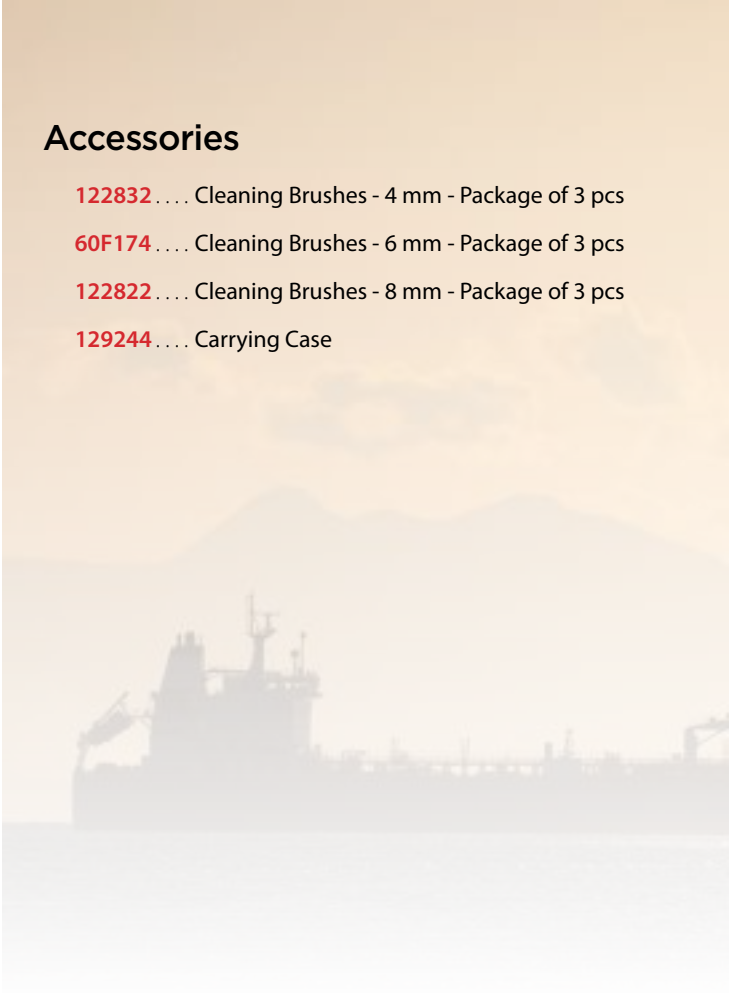 Accessories
122832 . . . . Cleaning Brushes - 4 mm - Package of 3 pcs
60F174 . . . . Cleaning Brushes - 6 mm - Package of 3 pcs
122822 . . . . Cleaning Brushes - 8 mm - Package of 3 pcs
129244 . . . . Carrying Case